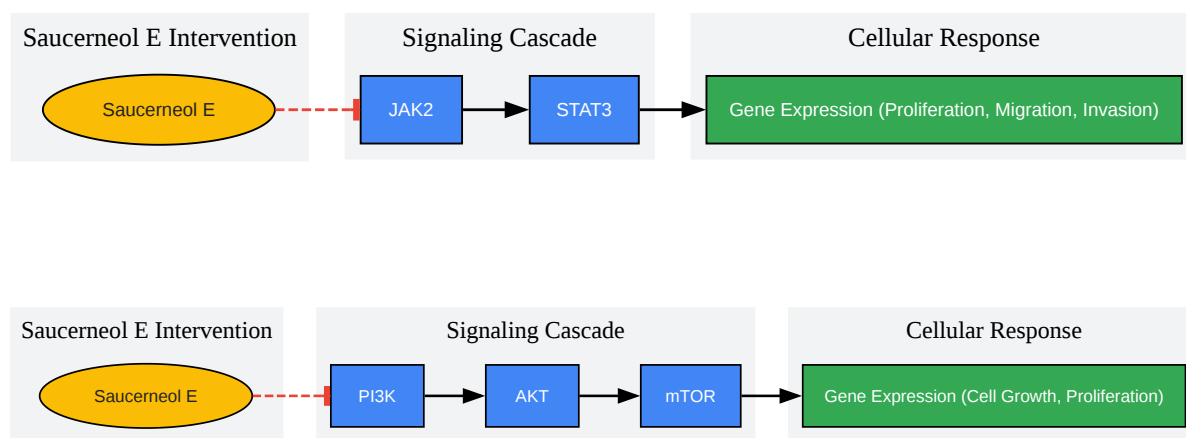 Saucerneol E Intervention
Signaling Cascade
Cellular Response
Saucerneol E
JAK2
STAT3
Gene Expression (Proliferation, Migration, Invasion)
Saucerneol E Intervention
Signaling Cascade
Cellular Response
Saucerneol E
PI3K
AKT
mTOR
Gene Expression (Cell Growth, Proliferation)